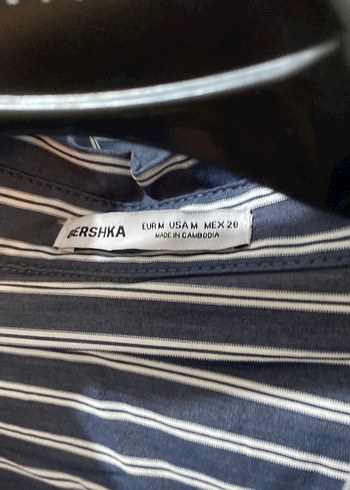 BERSHKA
EUR M USA M MEX 28
MADE IN CAMBODIA